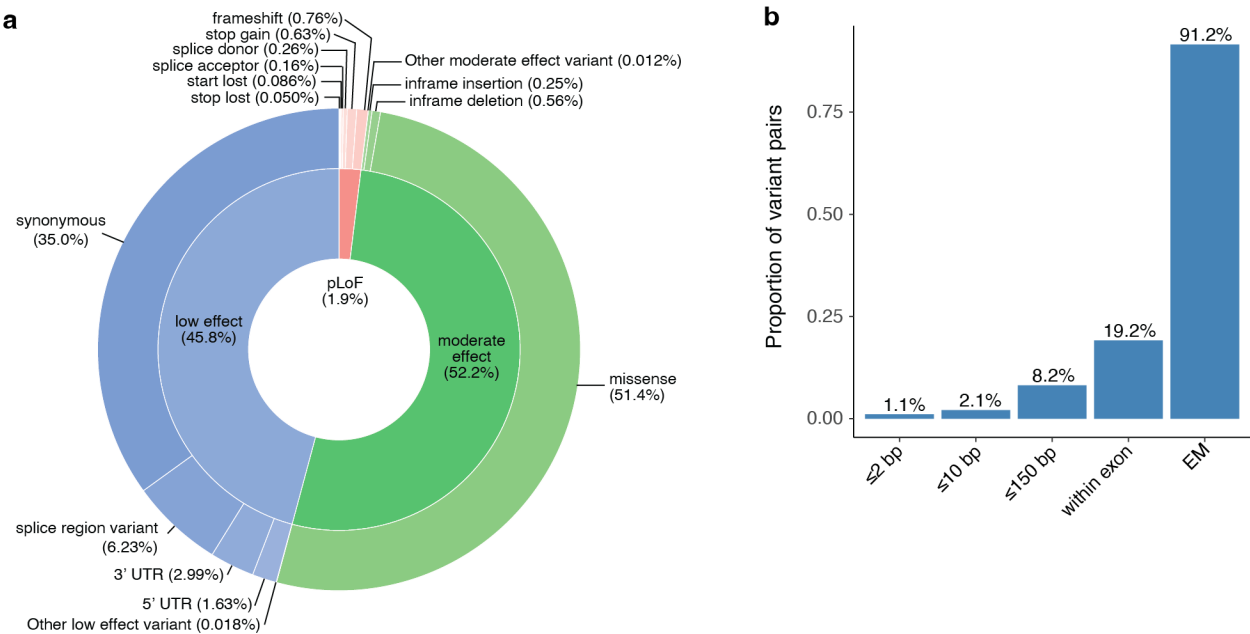 a
frameshift (0.76%)
stop gain (0.63%)
splice donor (0.26%)
splice acceptor (0.16%)
start lost (0.086%)
stop lost (0.050%)
Other moderate effect variant (0.012%)
inframe insertion (0.25%)
inframe deletion (0.56%)
synonymous
(35.0%)
pLoF
(1.9%)
low effect
(45.8%)
moderate
effect
(52.2%)
missense
(51.4%)
splice region variant
(6.23%)
3’ UTR (2.99%)
5’ UTR (1.63%)
Other low effect variant (0.018%)
b
Proportion of variant pairs
0.75
0.50
0.25
0.00
1.1%
2.1%
8.2%
19.2%
91.2%
≤2 bp
≤10 bp
≤150 bp
within exon
EM